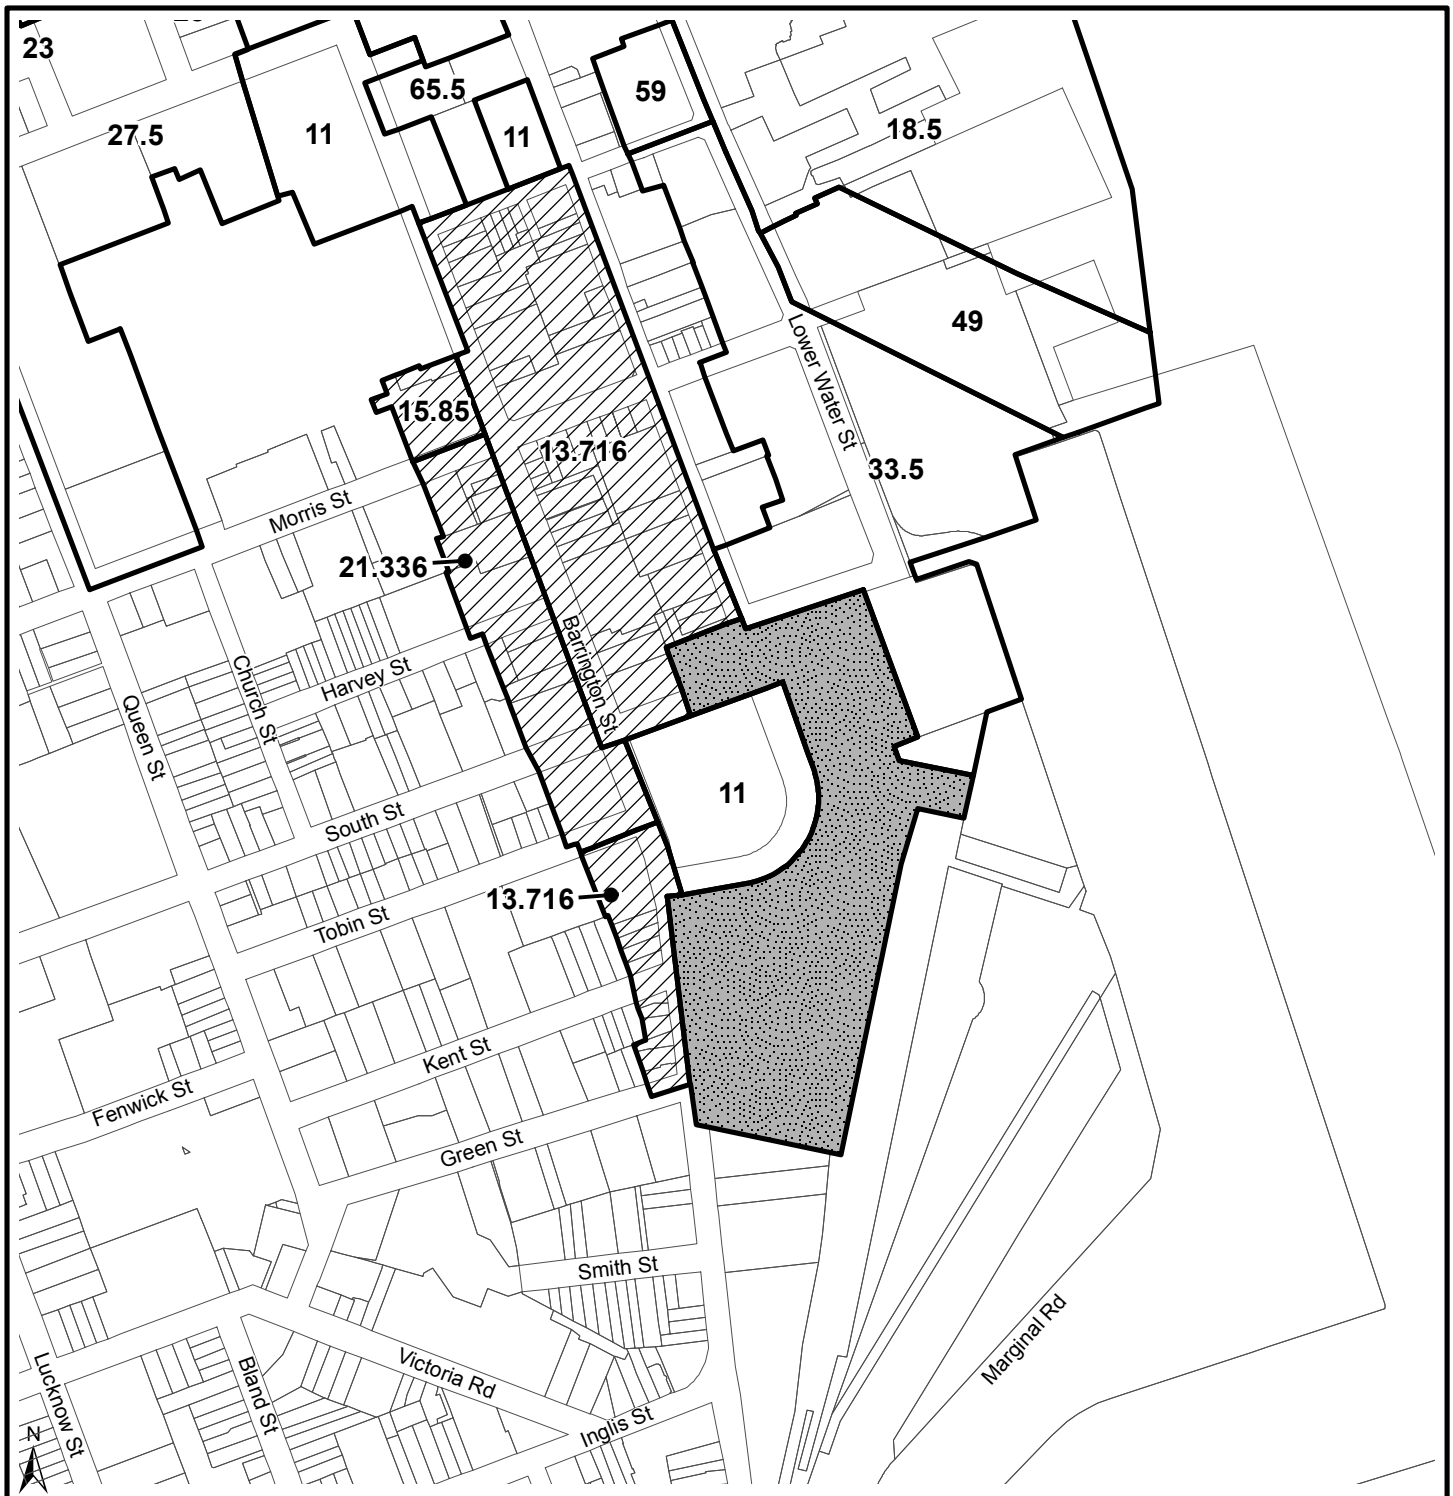 23
65.5
59
27.5
11
11
18.5
49
Lower Water St
15.85
13.716
33.5
Morris St
21.336
Barrington St
Church St
Harvey St
Queen St
11
South St
13.716
Tobin St
Kent St
Fenwick St
Green St
Smith St
Marginal Rd
Lucknow St
Bland St
Victoria Rd
Inglis St
N